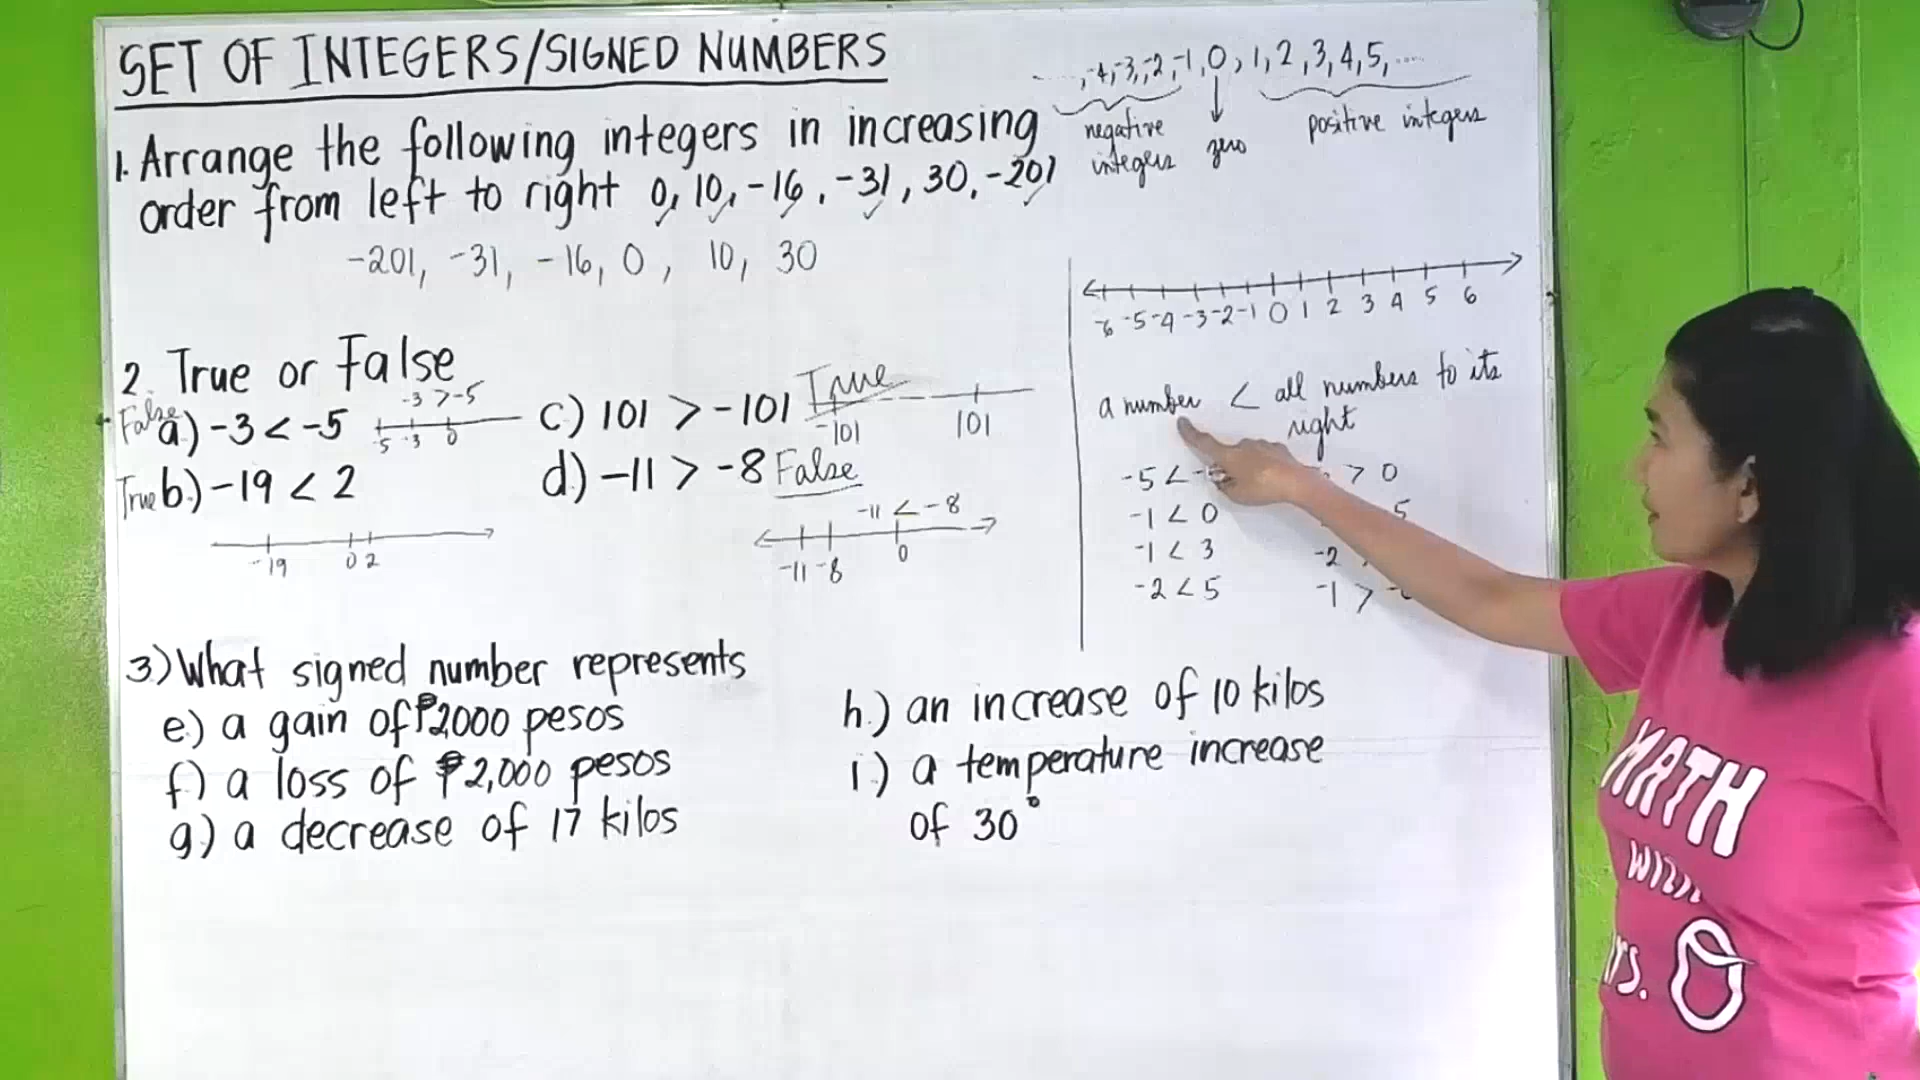 SET OF INTEGERS/SIGNED NUMBERS
1. Arrange the following integers in increasing
order from left to right 0, 10, -16, -31, 30, -201
-201, -31, -16, 0, 10, 30
2. True or False
-3 > -5
False a.) -3 < -5
-5 -3 0
True b.) -19 < 2
-19 0 2
c.) 101 > -101 True
-101 101
d.) -11 > -8 False
-11 < -8
-11 -8 0
3.) What signed number represents
e.) a gain of ₱2000 pesos
f.) a loss of ₱2,000 pesos
g.) a decrease of 17 kilos
h.) an increase of 10 kilos
i.) a temperature increase
of 30°
....., -4, -3, -2, -1, 0, 1, 2, 3, 4, 5, .....
negative
integers
zero
positive integers
-6 -5 -4 -3 -2 -1 0 1 2 3 4 5 6
a number < all numbers to its
right
-5 <
-1 < 0
-1 < 3
-2 < 5
> 0
5
-2
-1 >
MATH
WIZ
rs.